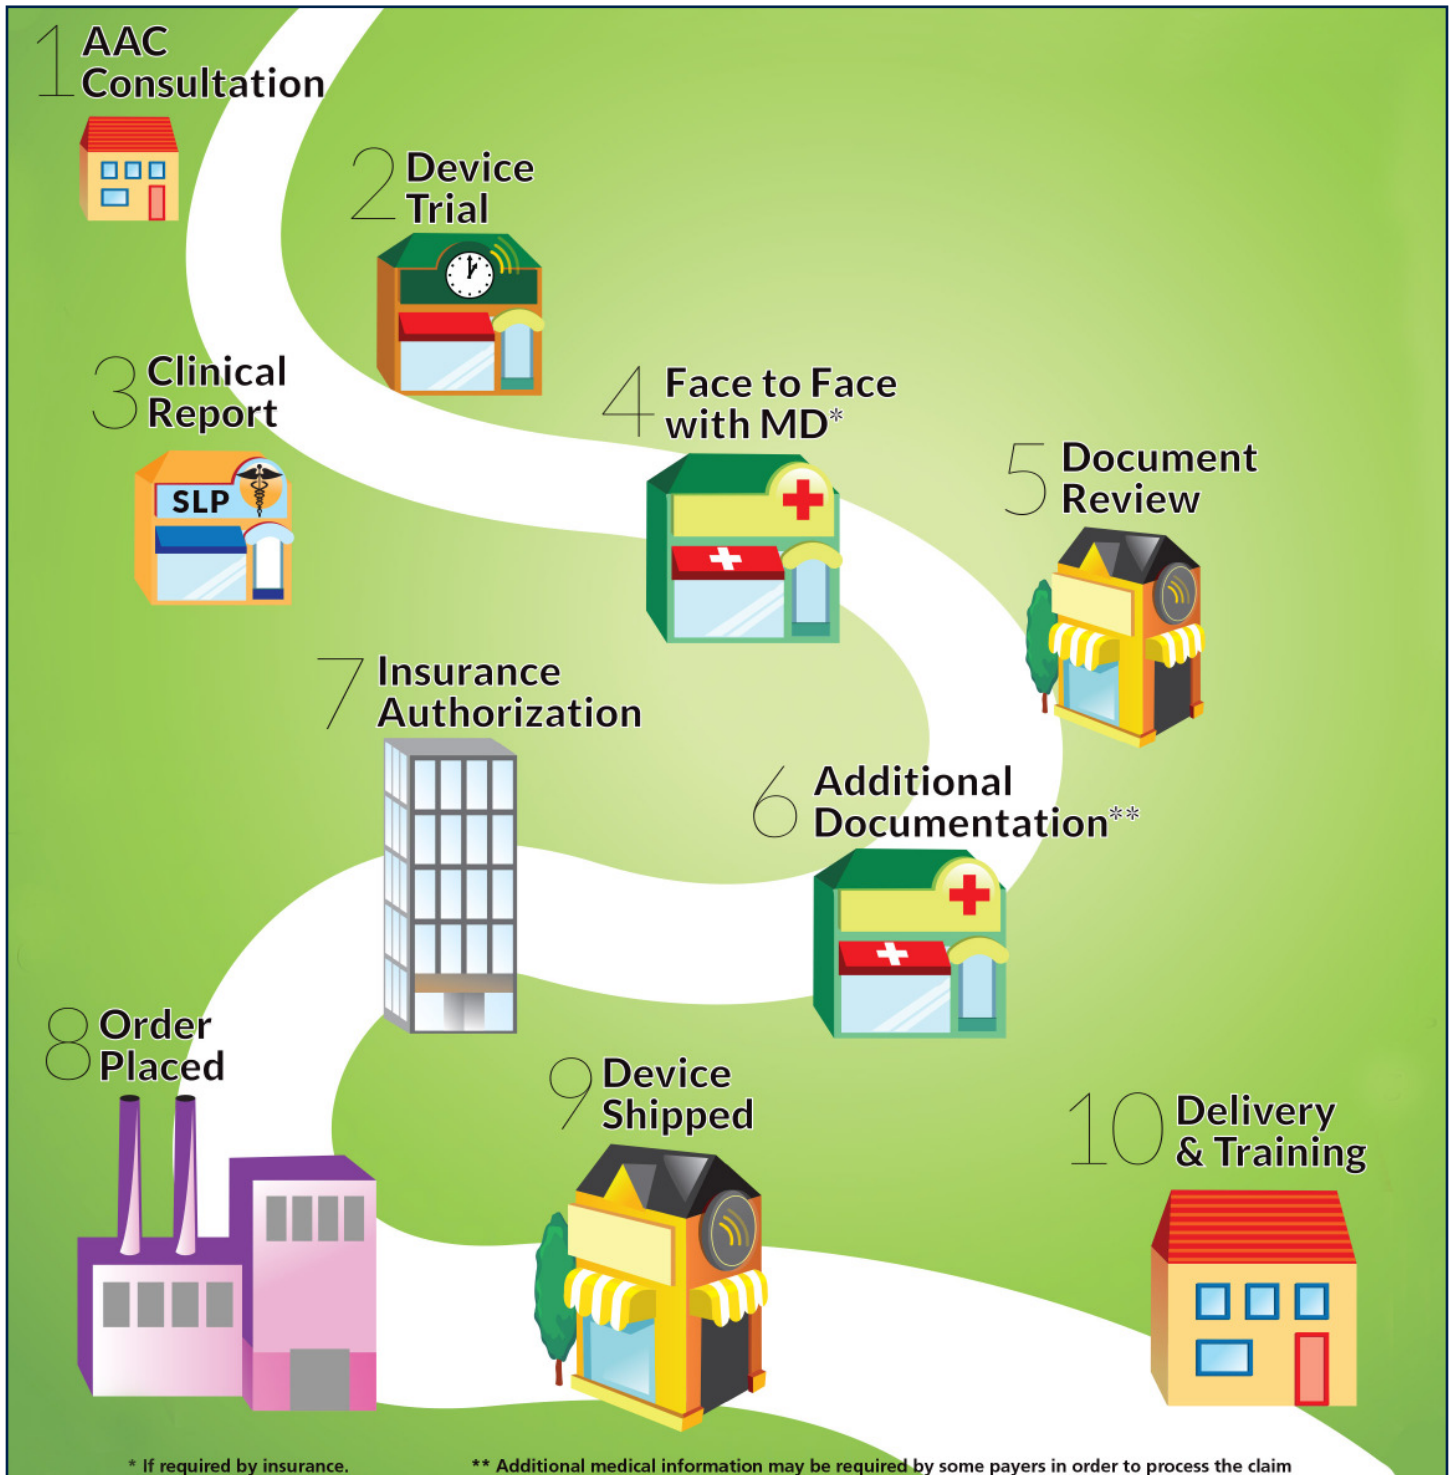 1 AAC
Consultation
2 Device
Trial
3 Clinical
Report
SLP
4 Face to Face
with MD*
5 Document
Review
6 Additional
Documentation**
7 Insurance
Authorization
8 Order
Placed
9 Device
Shipped
10 Delivery
& Training
* If required by insurance.
** Additional medical information may be required by some payers in order to process the claim